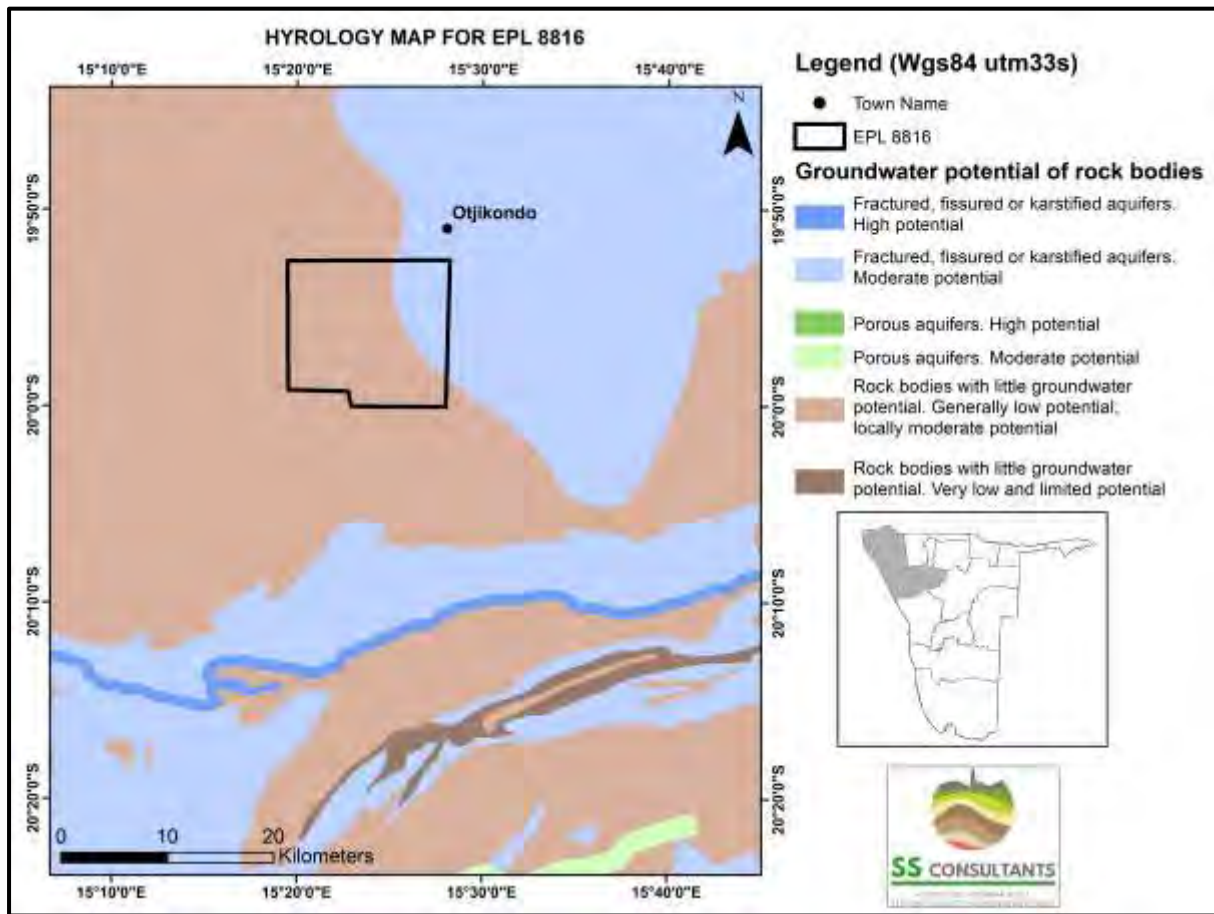 HYROLOGY MAP FOR EPL 8816
15°10'0"E 15°20'0"E 15°30'0"E 15°40'0"E
N
19°50'0"S
20°0'0"S
20°10'0"S
20°20'0"S
Otjikondo
19°50'0"S
20°0'0"S
20°10'0"S
20°20'0"S
0 10 20
Kilometers
15°10'0"E 15°20'0"E 15°30'0"E 15°40'0"E
Legend (Wgs84 utm33s)
Town Name
EPL 8816
Groundwater potential of rock bodies
Fractured, fissured or karstified aquifers.
High potential
Fractured, fissured or karstified aquifers.
Moderate potential
Porous aquifers. High potential
Porous aquifers. Moderate potential
Rock bodies with little groundwater
potential. Generally low potential,
locally moderate potential
Rock bodies with little groundwater
potential. Very low and limited potential
SS CONSULTANTS